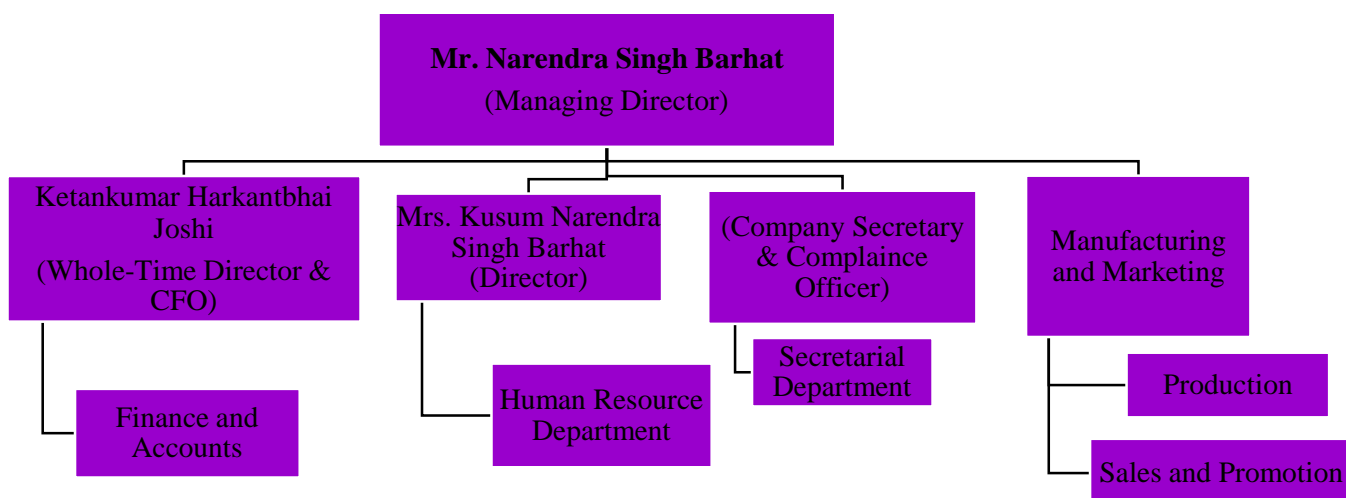 Mr. Narendra Singh Barhat
(Managing Director)
Ketankumar Harkantbhai
Joshi
(Whole-Time Director &
CFO)
Mrs. Kusum Narendra
Singh Barhat
(Director)
(Company Secretary
& Complaince
Officer)
Manufacturing
and Marketing
Finance and
Accounts
Human Resource
Department
Secretarial
Department
Production
Sales and Promotion